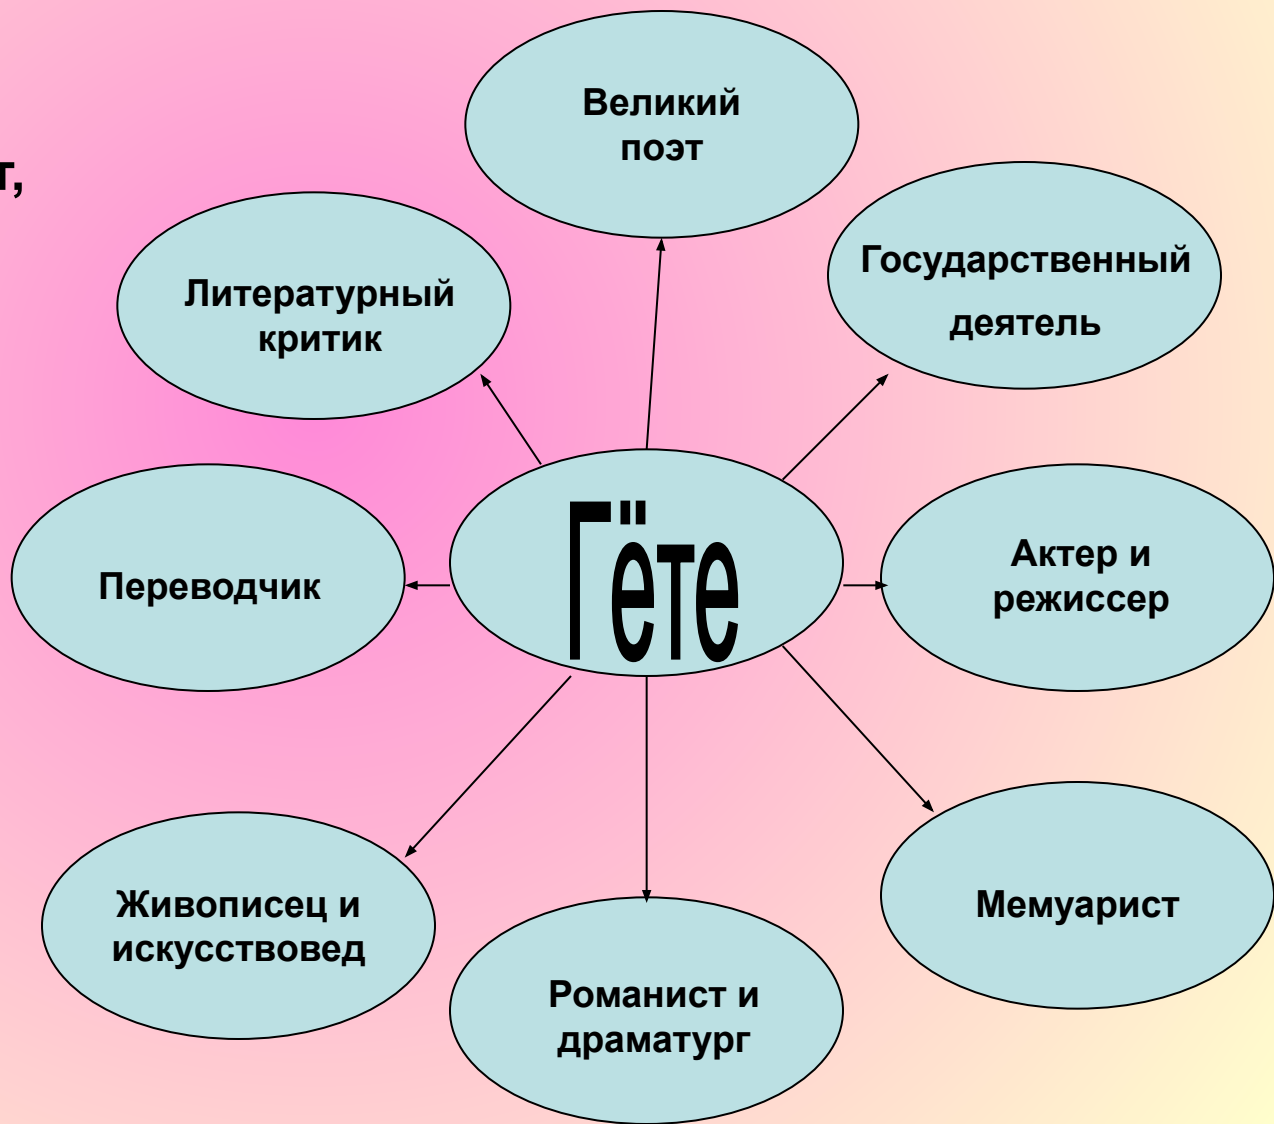 Великий
поэт
т,
Государственный
деятель
Литературный
критик
Гёте
Актер и
режиссер
Переводчик
Живописец и
искусствовед
Мемуарист
Романист и
драматург